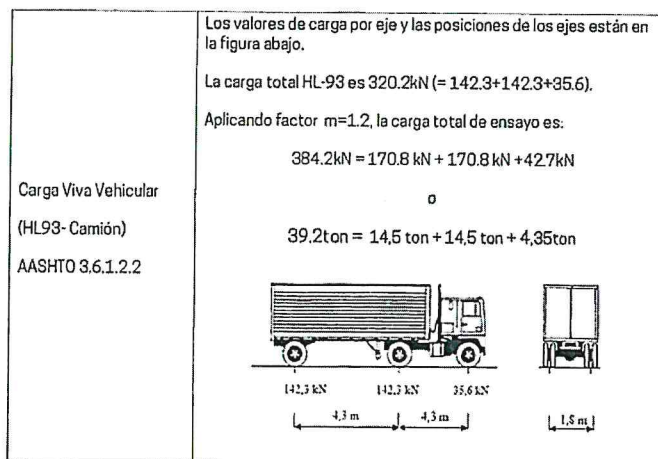 Los valores de carga por eje y las posiciones de los ejes están en
la figura abajo.
La carga total HL-93 es 320.2kN (= 142.3+142.3+35.6).
Aplicando factor m=1.2, la carga total de ensayo es:
384.2kN = 170.8 kN + 170.8 kN +42.7kN
o
39,2ton = 14,5 ton + 14,5 ton + 4,35ton
Carga Viva Vehicular
(HL93- Camión)
AASHTO 3.6.1.2.2
142,3 kN 142,3 kN 35,6 kN
4,3 m 4,3 m 1,8 m